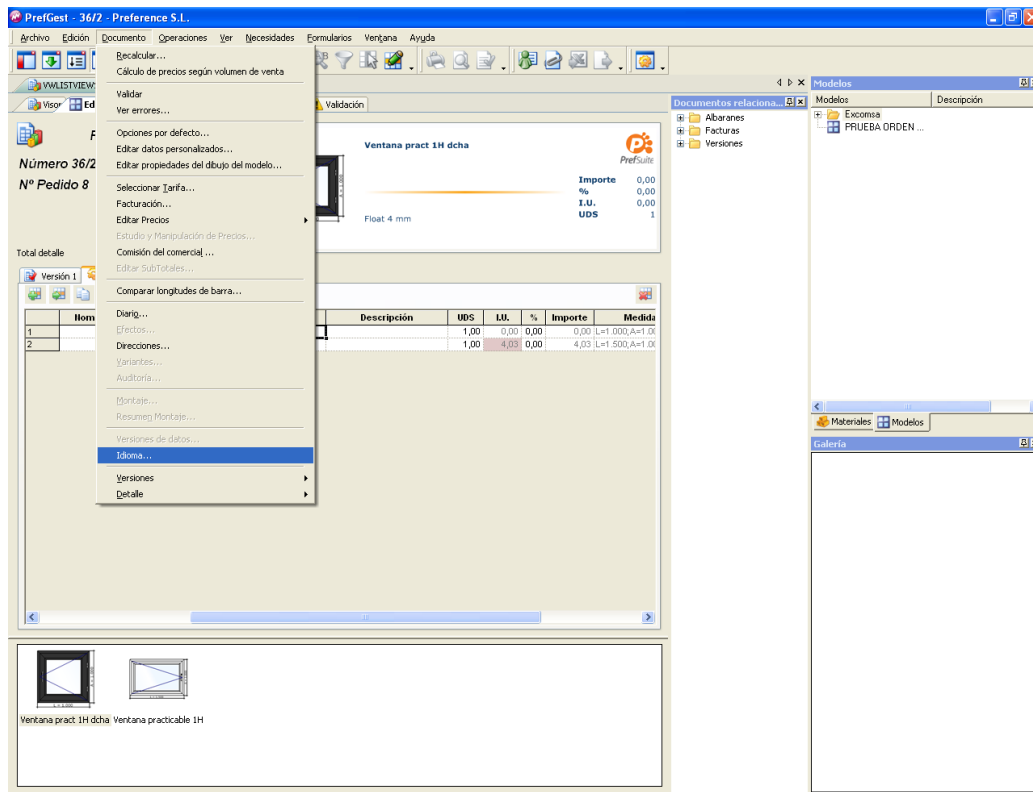 PrefGest - 36/2 - Preference S.L.
Archivo Edición Documento Operaciones Ver Necesidades Formularios Ventana Ayuda
VWLISTVIEW
Visor Ed Validación
Número 36/2
Nº Pedido 8
Total detalle
Versión 1
Recalcular...
Cálculo de precios según volumen de venta
Validar
Ver errores...
Opciones por defecto...
Editar datos personalizados...
Editar propiedades del dibujo del modelo...
Seleccionar Tarifa...
Facturación...
Editar Precios
Estudio y Manipulación de Precios...
Comisión del comercial ...
Editar SubTotales...
Comparar longitudes de barra...
Diario...
Efectos...
Direcciones...
Variantes...
Auditoría...
Montaje...
Resumen Montaje...
Versiones de datos...
Idioma...
Versiones
Detalle
Ventana pract 1H dcha
PrefSuite
Importe 0,00
% 0,00
I.U. 0,00
UDS 1
Float 4 mm
Nom Descripción UDS I.U. % Importe Medida
1 1,00 0,00 0,00 0,00 L=1.000;A=1.00
2 1,00 4,03 0,00 4,03 L=1.500;A=1.00
Ventana pract 1H dcha Ventana practicable 1H
Documentos relaciona...
Albaranes
Facturas
Versiones
Modelos
Modelos Descripción
Excomsa
PRUEBA ORDEN ...
Materiales Modelos
Galería